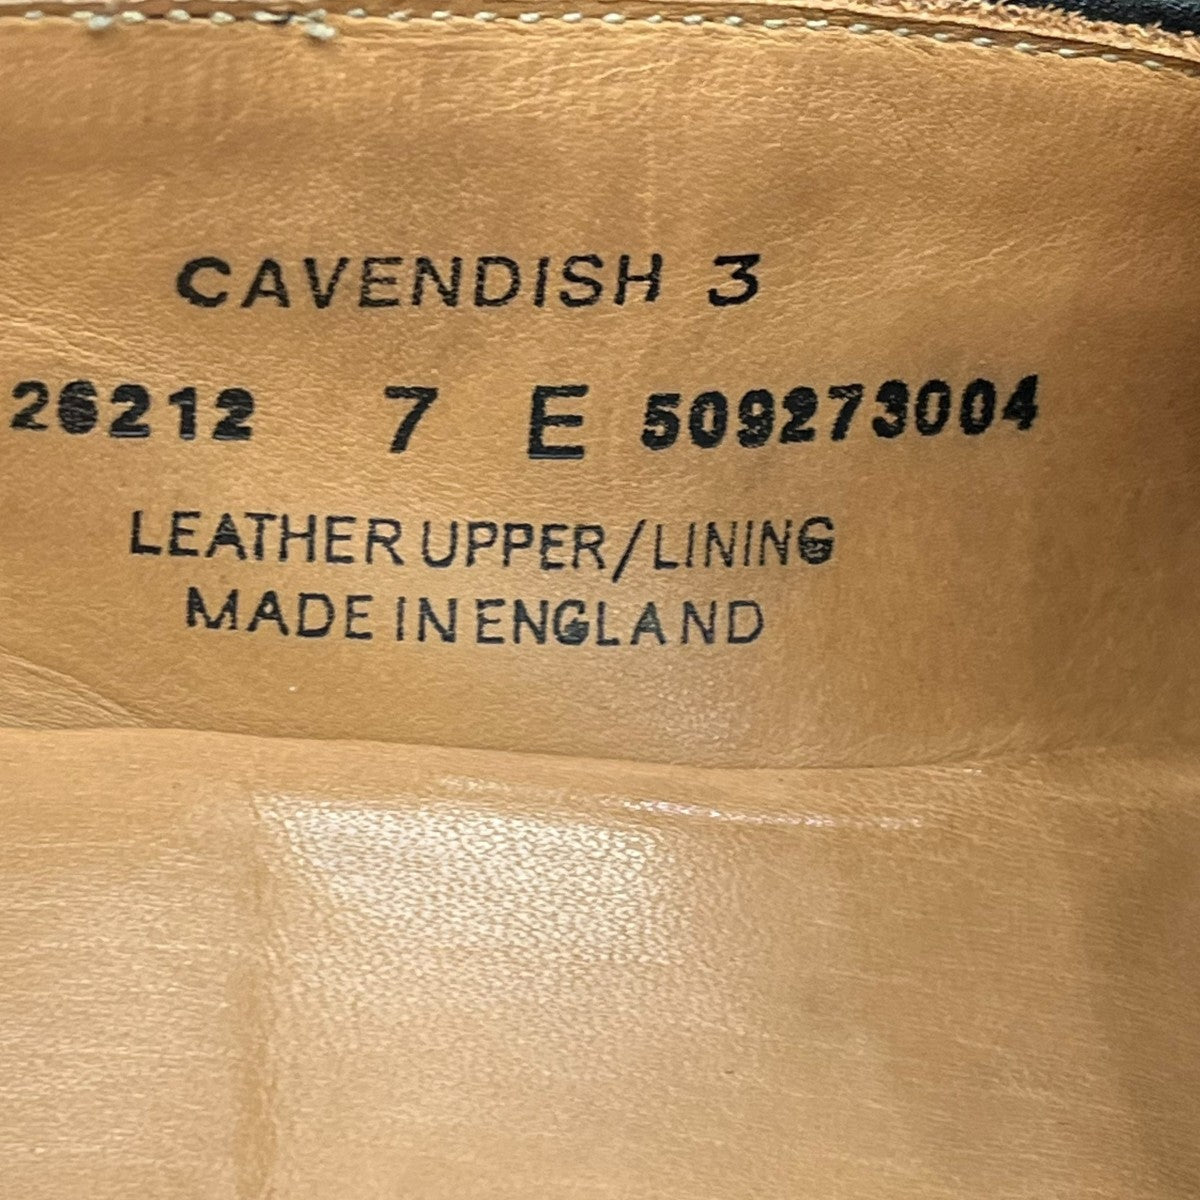 CAVENDISH 3
26212 7 E 509273004
LEATHER UPPER/LINING
MADE IN ENGLAND